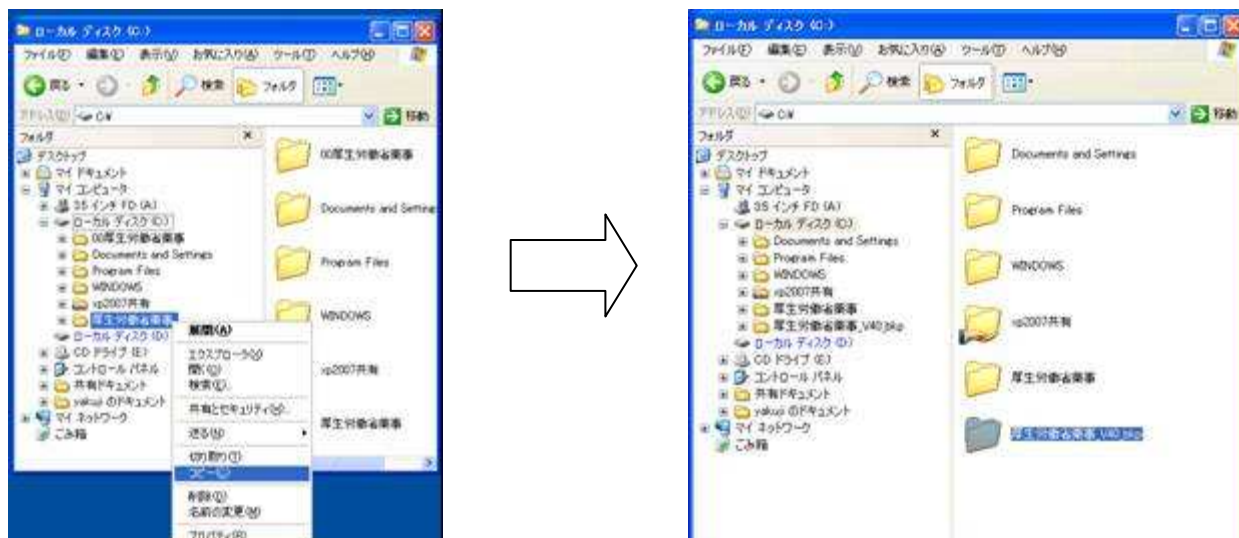 ローカル ディスク (C:)
ファイル(F) 編集(E) 表示(V) お気に入り(A) ツール(T) ヘルプ(H)
戻る 検索 フォルダ
アドレス(D) C:¥ 移動
フォルダ ×
デスクトップ
マイ ドキュメント
マイ コンピュータ
3.5 インチ FD (A:)
ローカル ディスク (C:)
00厚生労働省薬事
Documents and Settings
Program Files
WINDOWS
xp2007共有
厚生労働省薬事
ローカル ディスク (D:)
CD ドライブ (E:)
コントロール パネル
共有ドキュメント
yakuji のドキュメント
マイ ネットワーク
ごみ箱
展開(A)
エクスプローラ(X)
開く(O)
検索(E)...
共有とセキュリティ(H)...
送る(N)
切り取り(T)
コピー(C)
削除(D)
名前の変更(M)
プロパティ(R)
00厚生労働省薬事
Documents and Setting
Program Files
WINDOWS
xp2007共有
厚生労働省薬事
ローカル ディスク (C:)
ファイル(F) 編集(E) 表示(V) お気に入り(A) ツール(T) ヘルプ(H)
戻る 検索 フォルダ
アドレス(D) C:¥ 移動
フォルダ ×
デスクトップ
マイ ドキュメント
マイ コンピュータ
3.5 インチ FD (A:)
ローカル ディスク (C:)
Documents and Settings
Program Files
WINDOWS
xp2007共有
厚生労働省薬事
厚生労働省薬事_V40.bkp
ローカル ディスク (D:)
CD ドライブ (E:)
コントロール パネル
共有ドキュメント
yakuji のドキュメント
マイ ネットワーク
ごみ箱
Documents and Settings
Program Files
WINDOWS
xp2007共有
厚生労働省薬事
厚生労働省薬事_V40.bkp